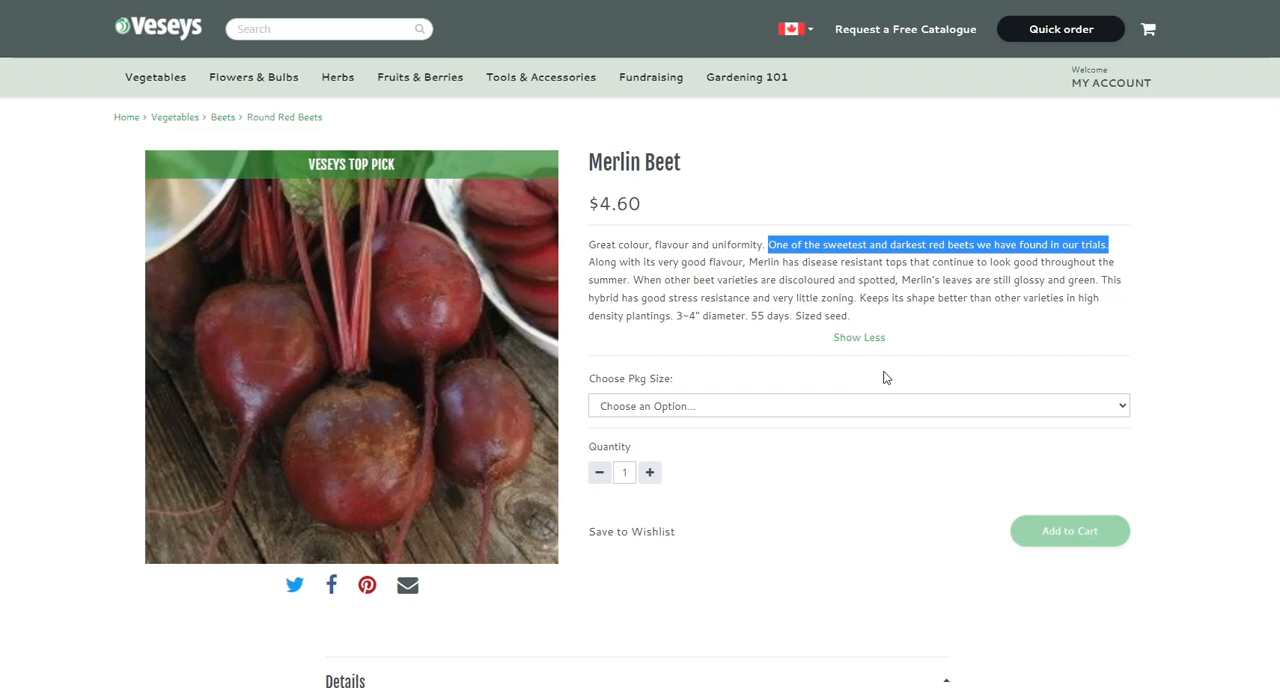 Veseys
Search
Request a Free Catalogue
Quick order
Vegetables
Flowers & Bulbs
Herbs
Fruits & Berries
Tools & Accessories
Fundraising
Gardening 101
Welcome
MY ACCOUNT
Home > Vegetables > Beets > Round Red Beets
VESEYS TOP PICK
Merlin Beet
$4.60
Great colour, flavour and uniformity. One of the sweetest and darkest red beets we have found in our trials.
Along with its very good flavour, Merlin has disease resistant tops that continue to look good throughout the
summer. When other beet varieties are discoloured and spotted, Merlin's leaves are still glossy and green. This
hybrid has good stress resistance and very little zoning. Keeps its shape better than other varieties in high
density plantings. 3-4" diameter. 55 days. Sized seed.
Show Less
Choose Pkg Size:
Choose an Option...
Quantity
- 1 +
Save to Wishlist
Add to Cart
Details